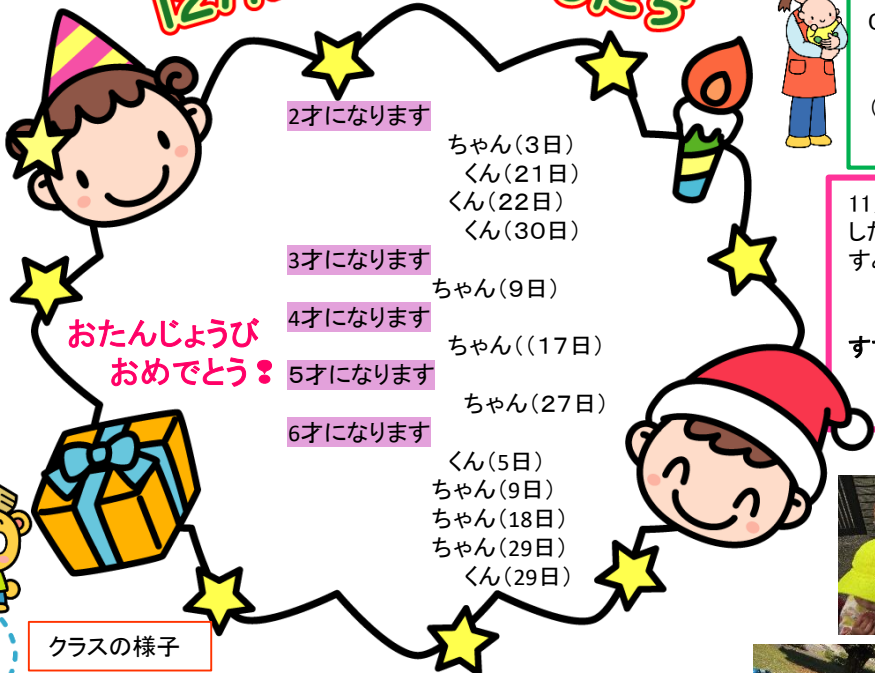 2才になります
ちゃん(3日)
くん(21日)
くん(22日)
くん(30日)
3才になります
ちゃん(9日)
4才になります
ちゃん((17日)
5才になります
ちゃん(27日)
6才になります
くん(5日)
ちゃん(9日)
ちゃん(18日)
ちゃん(29日)
くん(29日)
おたんじょうび
おめでとう❣
クラスの様子
11
した